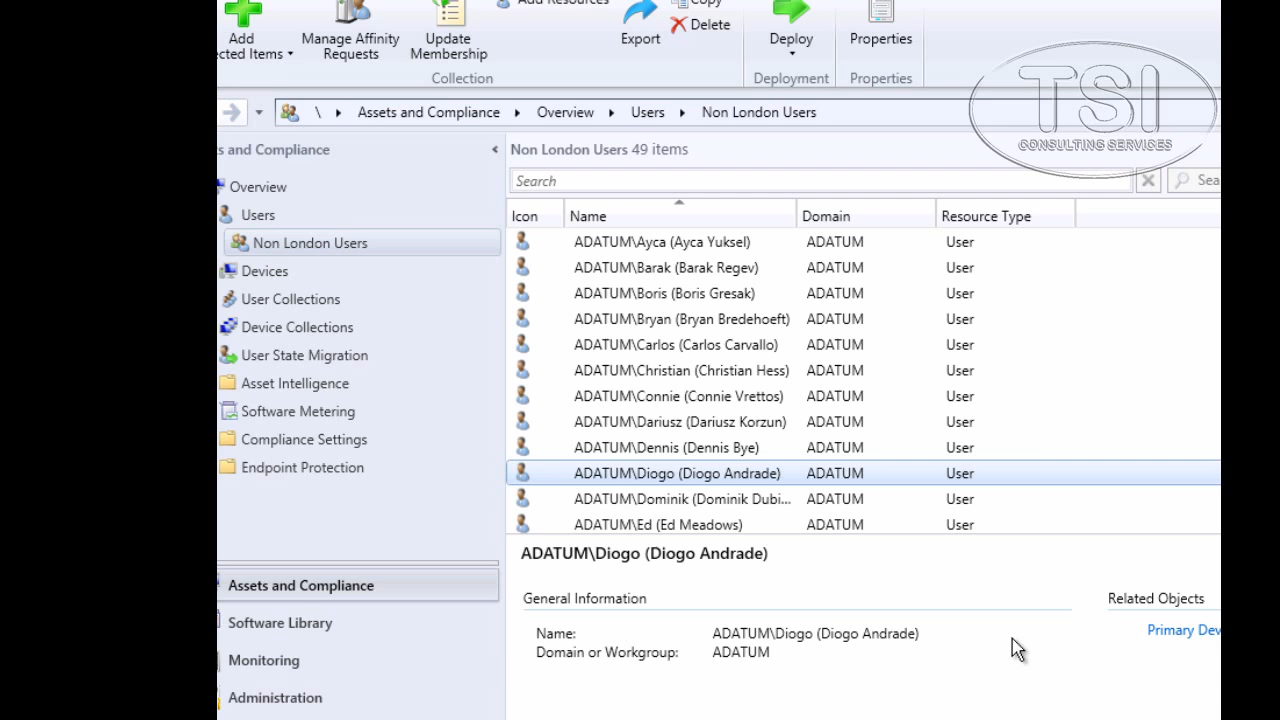 Add Resources
Copy
Delete
Add
cted Items
Manage Affinity
Requests
Update
Membership
Export
Deploy
Properties
Collection
Deployment
Properties
TSI
CONSULTING SERVICES
\ Assets and Compliance Overview Users Non London Users
s and Compliance
Non London Users 49 items
Search
Sea
Overview
Users
Non London Users
Devices
User Collections
Device Collections
User State Migration
Asset Intelligence
Software Metering
Compliance Settings
Endpoint Protection
Icon Name Domain Resource Type
ADATUM\Ayca (Ayca Yuksel) ADATUM User
ADATUM\Barak (Barak Regev) ADATUM User
ADATUM\Boris (Boris Gresak) ADATUM User
ADATUM\Bryan (Bryan Bredehoeft) ADATUM User
ADATUM\Carlos (Carlos Carvallo) ADATUM User
ADATUM\Christian (Christian Hess) ADATUM User
ADATUM\Connie (Connie Vrettos) ADATUM User
ADATUM\Dariusz (Dariusz Korzun) ADATUM User
ADATUM\Dennis (Dennis Bye) ADATUM User
ADATUM\Diogo (Diogo Andrade) ADATUM User
ADATUM\Dominik (Dominik Dubi... ADATUM User
ADATUM\Ed (Ed Meadows) ADATUM User
ADATUM\Diogo (Diogo Andrade)
General Information
Related Objects
Name: ADATUM\Diogo (Diogo Andrade)
Primary Dev
Domain or Workgroup: ADATUM
Assets and Compliance
Software Library
Monitoring
Administration